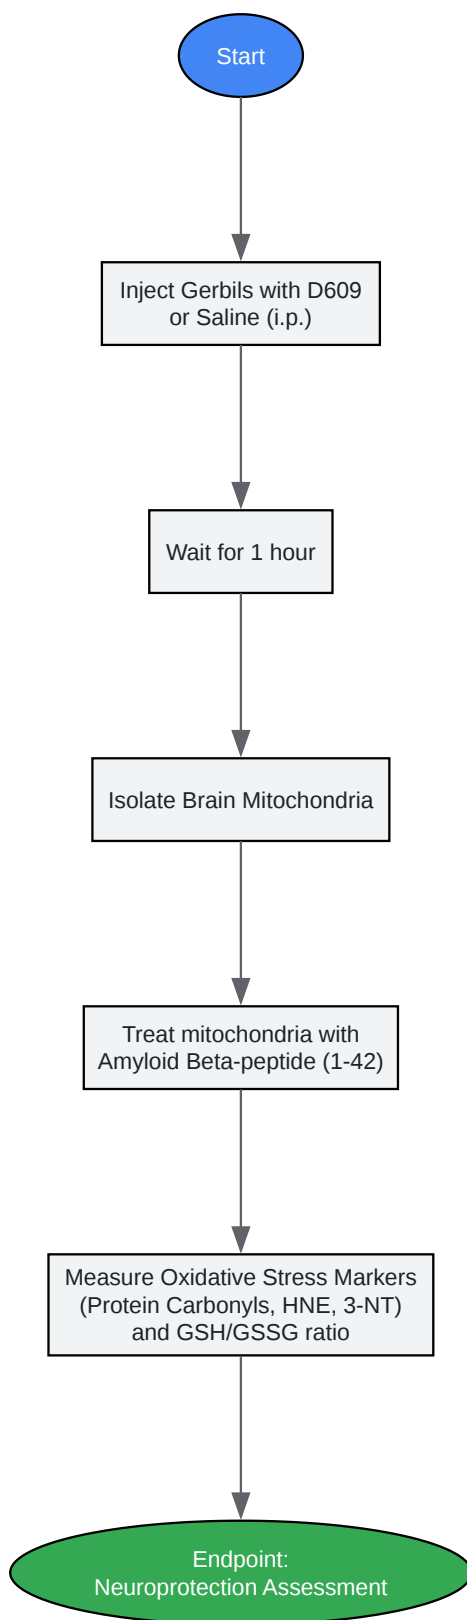 Start
Inject Gerbils with D609
or Saline (i.p.)
Wait for 1 hour
Isolate Brain Mitochondria
Treat mitochondria with
Amyloid Beta-peptide (1-42)
Measure Oxidative Stress Markers
(Protein Carbonyls, HNE, 3-NT)
and GSH/GSSG ratio
Endpoint:
Neuroprotection Assessment